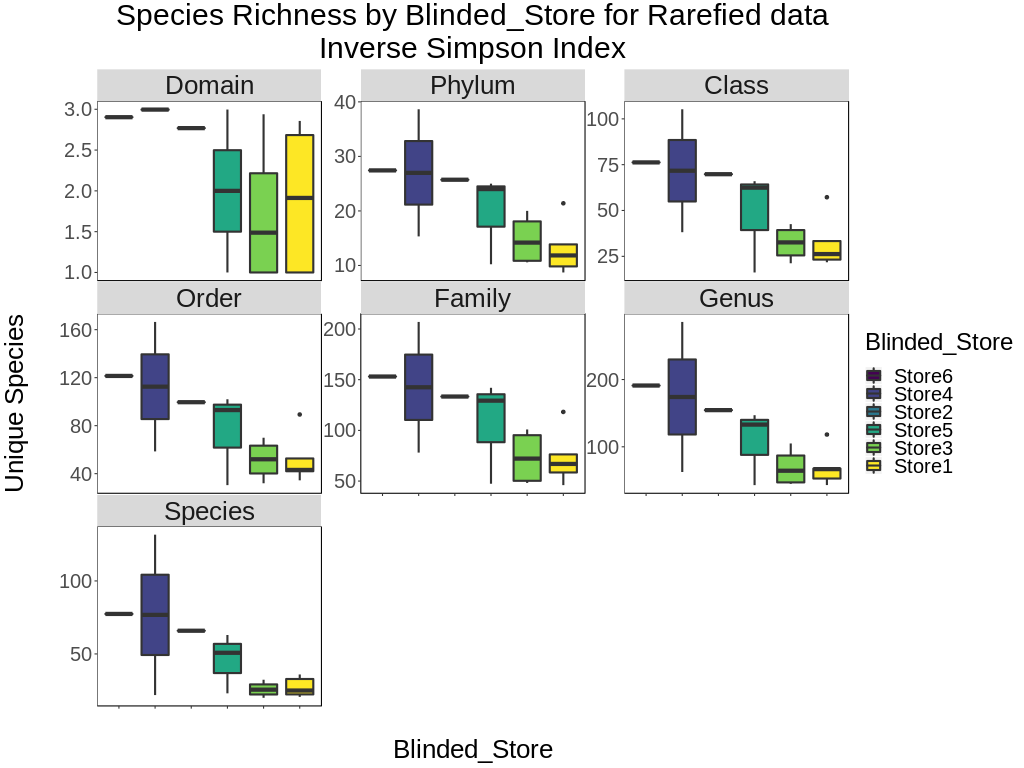 Species Richness by Blinded_Store for Rarefied data
Inverse Simpson Index
Domain
Phylum
Class
3.0
2.5
2.0
1.5
1.0
40
30
20
10
100
75
50
25
Order
Family
Genus
160
120
80
40
200
150
100
50
200
100
Species
100
50
Unique Species
Blinded_Store
Blinded_Store
Store6
Store4
Store2
Store5
Store3
Store1